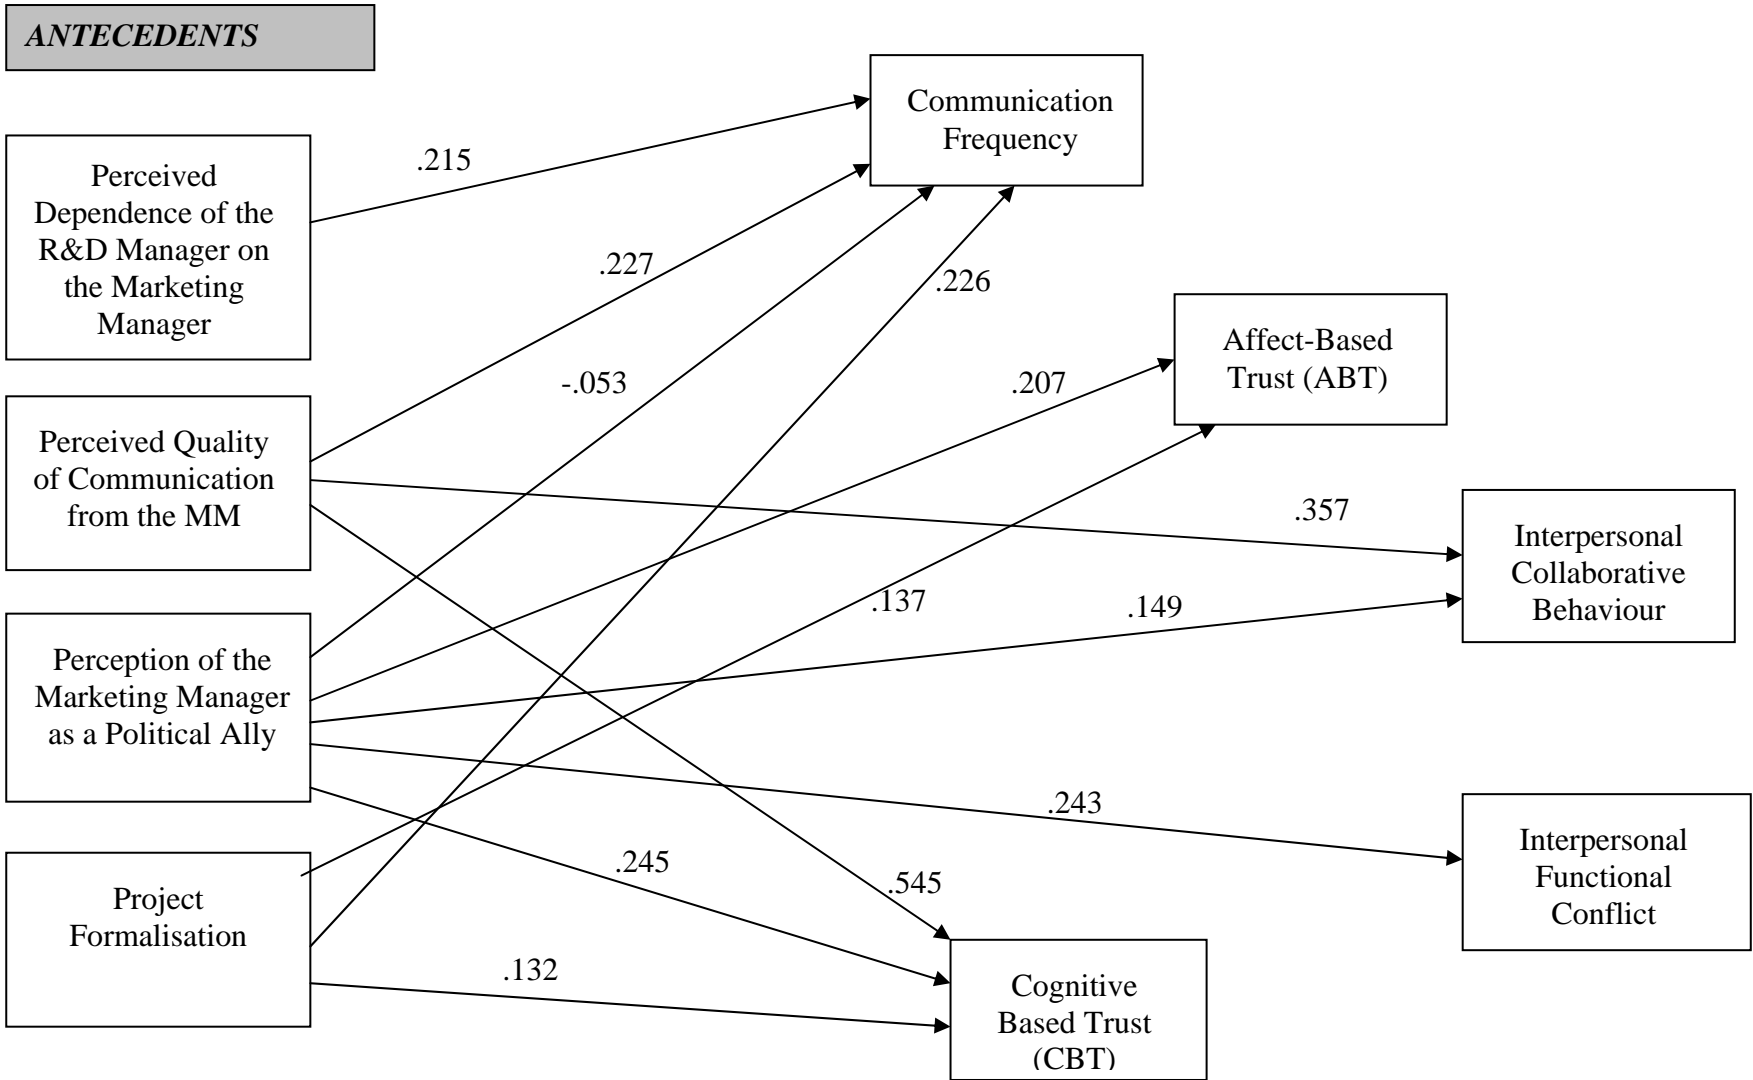 ANTECEDENTS
Communication
Frequency
.215
Perceived
Dependence of the
R&D Manager on
the Marketing
Manager
.227
.226
Affect-Based
Trust (ABT)
-.053
.207
Perceived Quality
of Communication
from the MM
.357
Interpersonal
Collaborative
Behaviour
.137
.149
Perception of the
Marketing Manager
as a Political Ally
.243
Interpersonal
Functional
Conflict
.245
.545
Project
Formalisation
.132
Cognitive
Based Trust
(CBT)